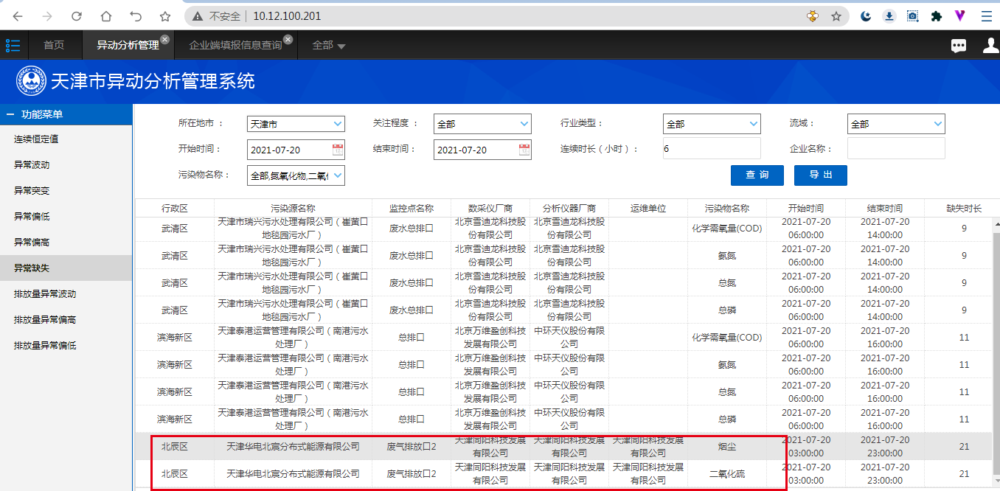 不安全 10.12.100.201
首页 异动分析管理 企业端填报信息查询 全部
天津市异动分析管理系统
功能菜单
连续恒定值
异常波动
异常突变
异常偏低
异常偏高
异常缺失
排放量异常波动
排放量异常偏高
排放量异常偏低
所在地市 ： 天津市 关注程度 ： 全部 行业类型： 全部 流域： 全部
开始时间： 2021-07-20 结束时间： 2021-07-20 连续时长（小时）： 6 企业名称：
污染物名称： 全部,氮氧化物,二氧
查 询 导 出
行政区 污染源名称 监控点名称 数采仪厂商 分析仪器厂商 运维单位 污染物名称 开始时间 结束时间 缺失时长
天津市瑞兴污水处理有限公司（崔黄口 北京雪迪龙科技股 北京雪迪龙科技股 2021-07-20 2021-07-20
武清区 废水总排口 化学需氧量(COD) 9
地毯园污水厂） 份有限公司 份有限公司 06:00:00 14:00:00
天津市瑞兴污水处理有限公司（崔黄口 北京雪迪龙科技股 北京雪迪龙科技股 2021-07-20 2021-07-20
武清区 废水总排口 氨氮 9
地毯园污水厂） 份有限公司 份有限公司 06:00:00 14:00:00
天津市瑞兴污水处理有限公司（崔黄口 北京雪迪龙科技股 北京雪迪龙科技股 2021-07-20 2021-07-20
武清区 废水总排口 总氮 9
地毯园污水厂） 份有限公司 份有限公司 06:00:00 14:00:00
天津市瑞兴污水处理有限公司（崔黄口 北京雪迪龙科技股 北京雪迪龙科技股 2021-07-20 2021-07-20
武清区 废水总排口 总磷 9
地毯园污水厂） 份有限公司 份有限公司 06:00:00 14:00:00
天津泰港运营管理有限公司（南港污水 北京万维盈创科技 中环天仪股份有限 2021-07-20 2021-07-20
滨海新区 总排口 化学需氧量(COD) 11
处理厂） 发展有限公司 公司 06:00:00 16:00:00
天津泰港运营管理有限公司（南港污水 北京万维盈创科技 中环天仪股份有限 2021-07-20 2021-07-20
滨海新区 总排口 氨氮 11
处理厂） 发展有限公司 公司 06:00:00 16:00:00
天津泰港运营管理有限公司（南港污水 北京万维盈创科技 中环天仪股份有限 2021-07-20 2021-07-20
滨海新区 总排口 总氮 11
处理厂） 发展有限公司 公司 06:00:00 16:00:00
天津泰港运营管理有限公司（南港污水 北京万维盈创科技 中环天仪股份有限 2021-07-20 2021-07-20
滨海新区 总排口 总磷 11
处理厂） 发展有限公司 公司 06:00:00 16:00:00
天津同阳科技发展 天津同阳科技发展 天津同阳科技发展 2021-07-20 2021-07-20
北辰区 天津华电北宸分布式能源有限公司 废气排放口2 烟尘 21
有限公司 有限公司 有限公司 03:00:00 23:00:00
天津同阳科技发展 天津同阳科技发展 天津同阳科技发展 2021-07-20 2021-07-20
北辰区 天津华电北宸分布式能源有限公司 废气排放口2 二氧化硫 21
有限公司 有限公司 有限公司 03:00:00 23:00:00